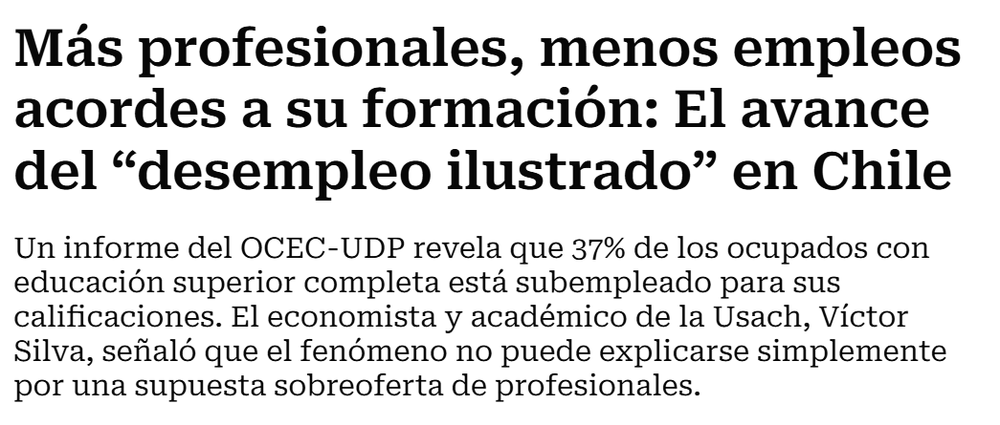 Más profesionales, menos empleos
acordes a su formación: El avance
del “desempleo ilustrado” en Chile
Un informe del OCEC-UDP revela que 37% de los ocupados con
educación superior completa está subempleado para sus
calificaciones. El economista y académico de la Usach, Víctor
Silva, señaló que el fenómeno no puede explicarse simplemente
por una supuesta sobreoferta de profesionales.